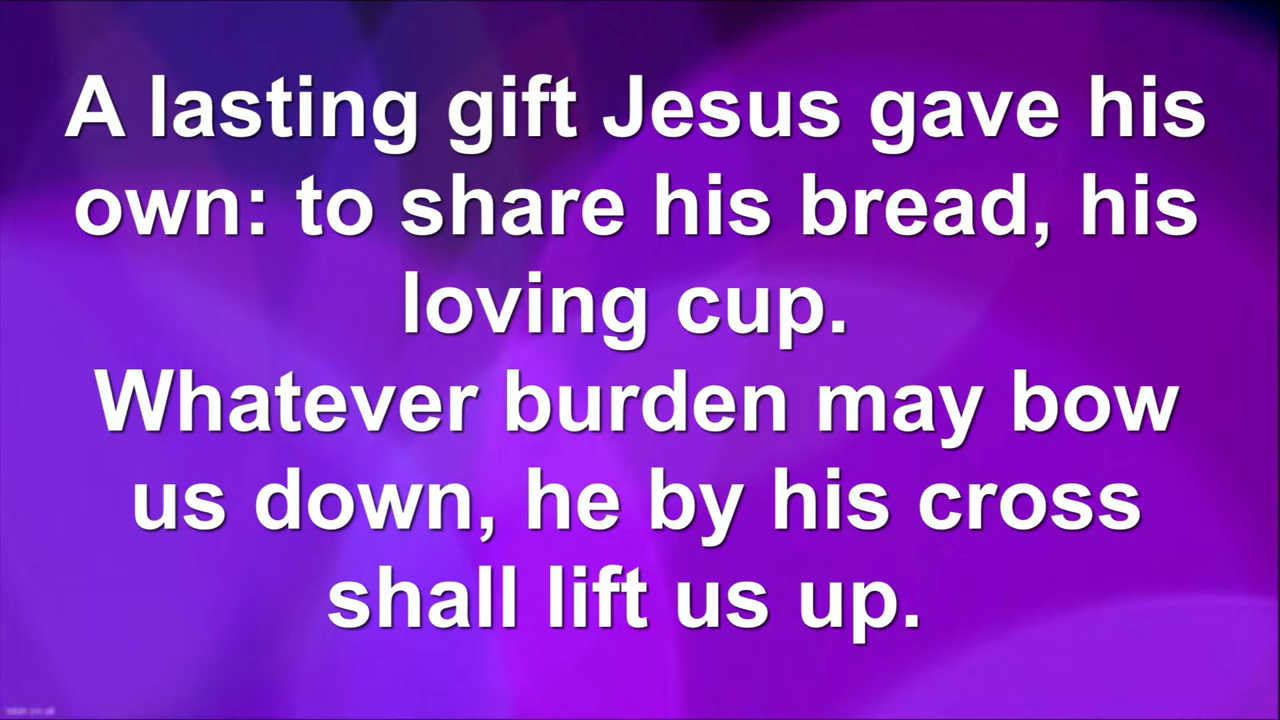 A lasting gift Jesus gave his
own: to share his bread, his
loving cup.
Whatever burden may bow
us down, he by his cross
shall lift us up.